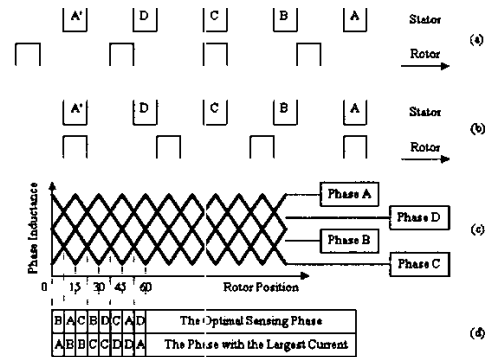 A' D C B A Stator
(a)
Rotor
A' D C B A Stator
(b)
Rotor
Phase A
Phase D
Phase Inductance
(c)
Phase B
Phase C
0 15 30 45 60 Rotor Position
B A C B D C A D The Optimal Sensing Phase
(d)
A B B C C D D A The Phase with the Largest Current